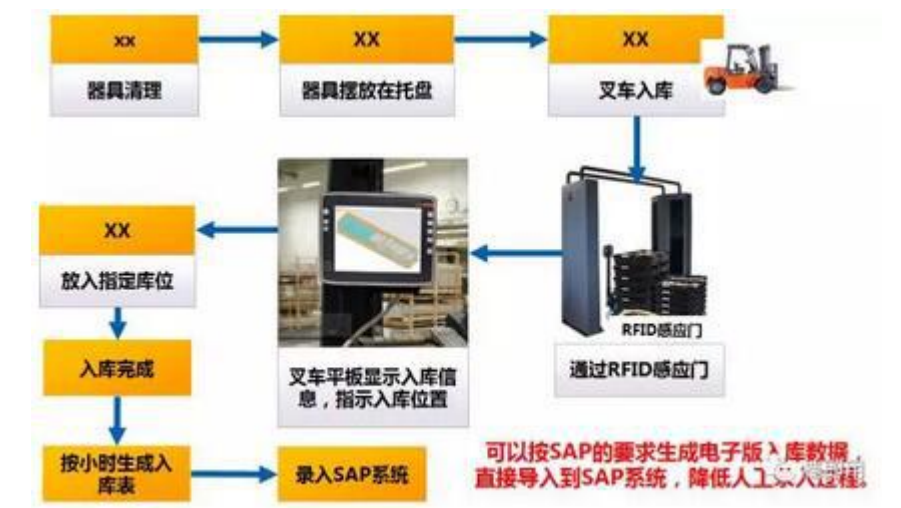 xx
器具清理
XX
器具摆放在托盘
XX
叉车入库
RFID感应门
通过RFID感应门
叉车平板显示入库信
息，指示入库位置
XX
放入指定库位
入库完成
按小时生成入
库表
录入SAP系统
可以按SAP的要求生成电子版入库数据，
直接导入到SAP系统，降低人工录入过程。